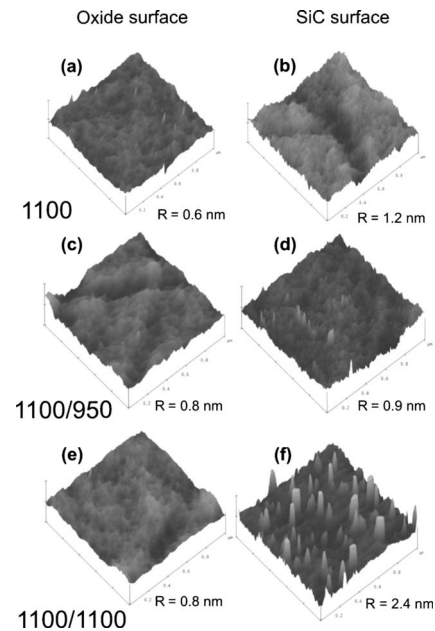 Oxide surface SiC surface
(a) (b)
1100
R = 0.6 nm R = 1.2 nm
(c) (d)
1100/950
R = 0.8 nm R = 0.9 nm
(e) (f)
1100/1100
R = 0.8 nm R = 2.4 nm